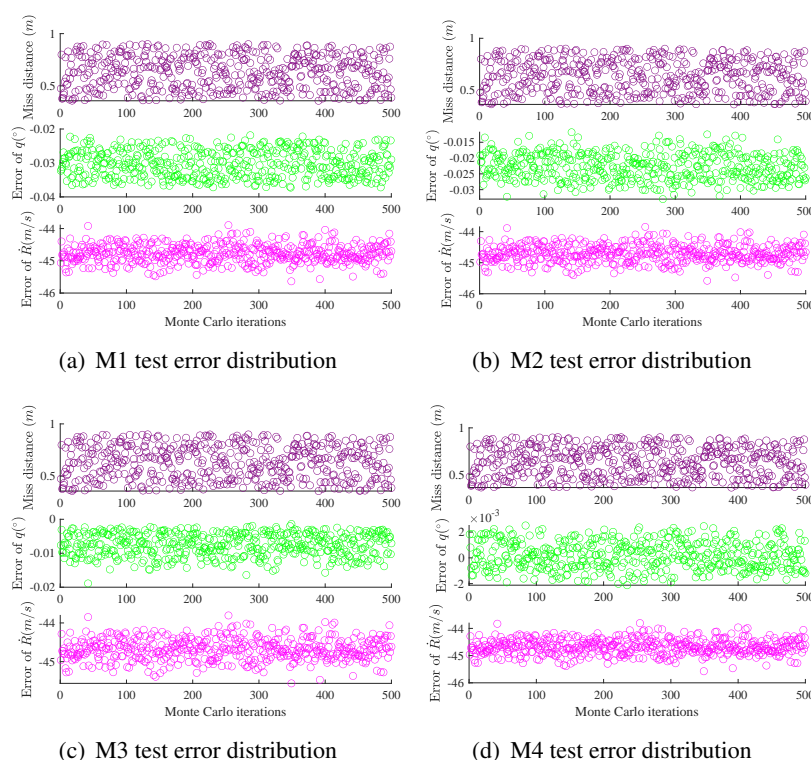 Miss distance (m)
1
0.5
0 100 200 300 400 500
Error of q(°)
-0.02
-0.03
-0.04
0 100 200 300 400 500
Error of Ṙ(m/s)
-44
-45
-46
0 100 200 300 400 500
Monte Carlo iterations
(a) M1 test error distribution
Miss distance (m)
1
0.5
0 100 200 300 400 500
Error of q(°)
-0.015
-0.02
-0.025
-0.03
0 100 200 300 400 500
Error of Ṙ(m/s)
-44
-45
-46
0 100 200 300 400 500
Monte Carlo iterations
(b) M2 test error distribution
Miss distance (m)
1
0.5
0 100 200 300 400 500
Error of q(°)
0
-0.01
-0.02
0 100 200 300 400 500
Error of Ṙ(m/s)
-44
-45
0 100 200 300 400 500
Monte Carlo iterations
(c) M3 test error distribution
Miss distance (m)
1
0.5
0 100 200 300 400 500
×10⁻³
Error of q(°)
2
0
-2
0 100 200 300 400 500
Error of Ṙ(m/s)
-44
-45
-46
0 100 200 300 400 500
Monte Carlo iterations
(d) M4 test error distribution